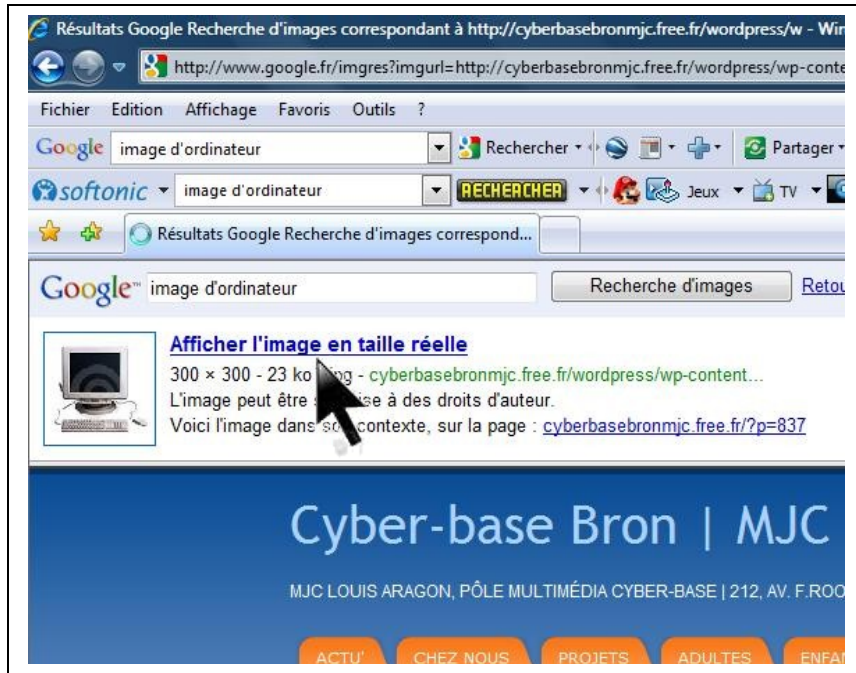 Résultats Google Recherche d'images correspondant à http://cyberbasebronmjc.free.fr/wordpress/w - Win
http://www.google.fr/imgres?imgurl=http://cyberbasebronmjc.free.fr/wordpress/wp-conte
Fichier Edition Affichage Favoris Outils ?
Google image d'ordinateur Rechercher Partager
softonic image d'ordinateur RECHERCHER Jeux TV
Résultats Google Recherche d'images correspond...
Google™ image d'ordinateur Recherche d'images Retou
Afficher l'image en taille réelle
300 × 300 - 23 ko - cyberbasebronmjc.free.fr/wordpress/wp-content...
L'image peut être à des droits d'auteur.
Voici l'image dans contexte, sur la page : cyberbasebronmjc.free.fr/?p=837
Cyber-base Bron | MJC
MJC LOUIS ARAGON, PÔLE MULTIMÉDIA CYBER-BASE | 212, AV. F.ROO
ACTU' CHEZ NOUS PROJETS ADULTES ENFAN